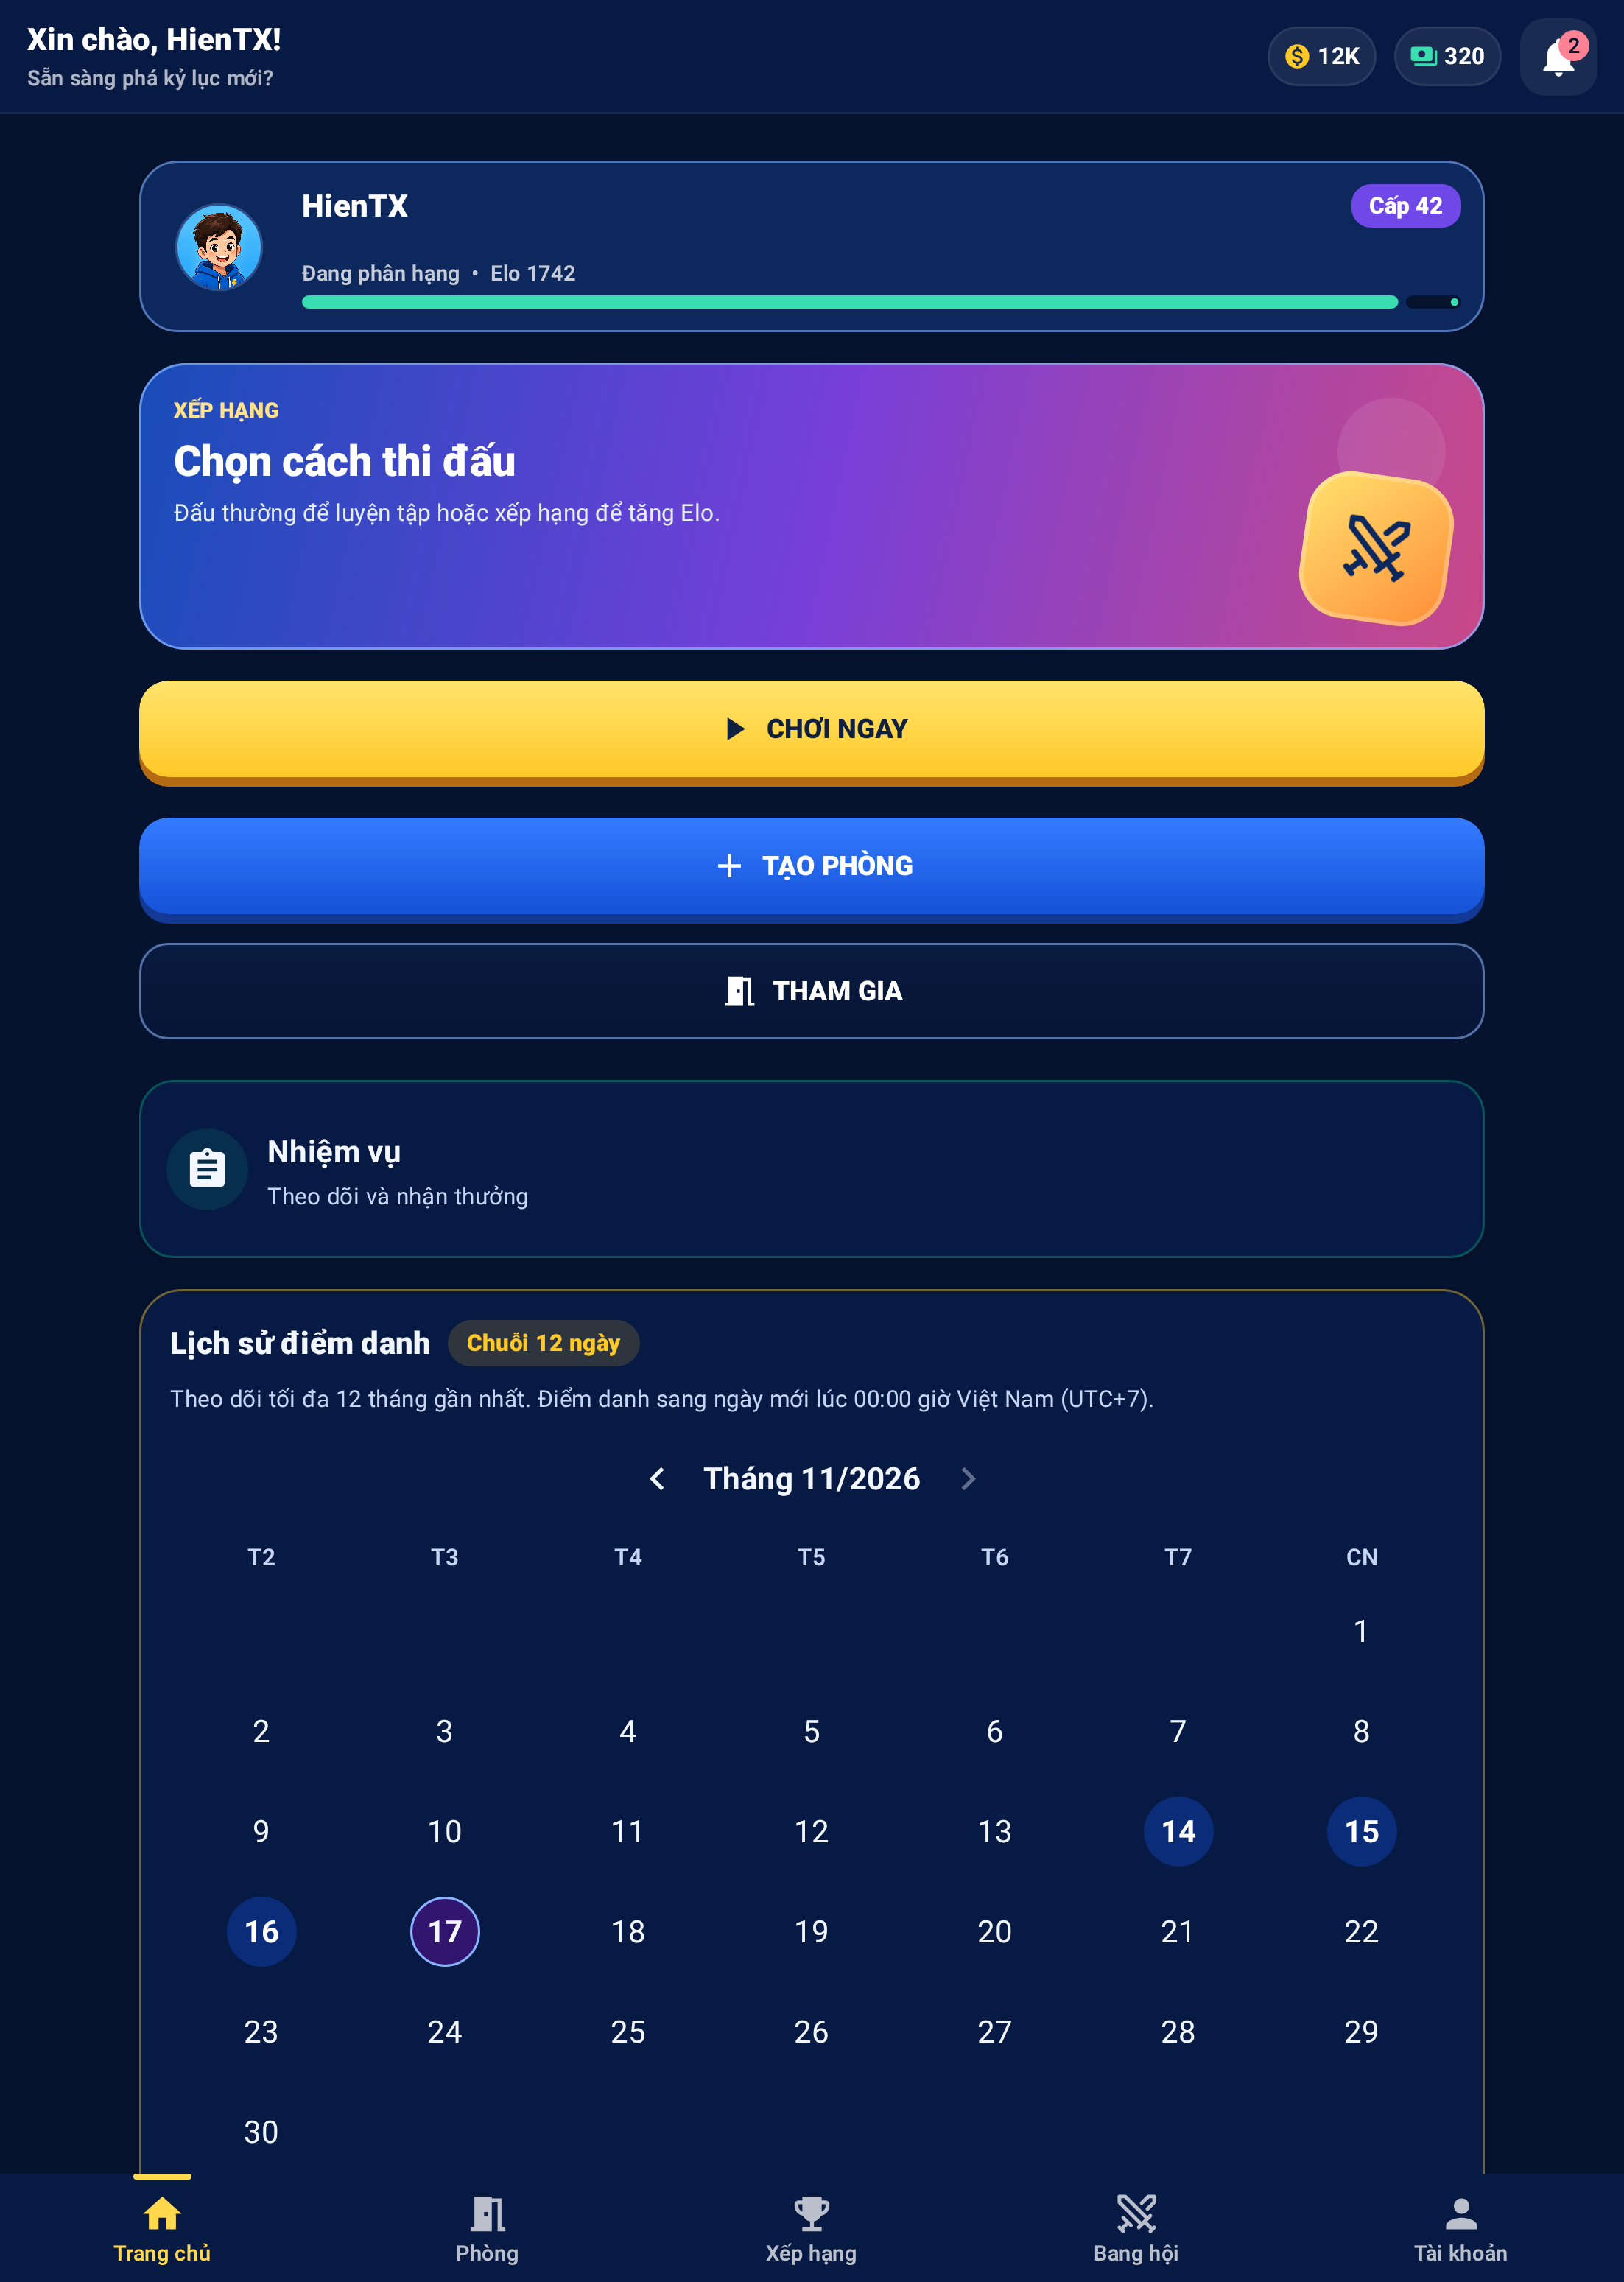 Xin chào, HienTX!
Sẵn sàng phá kỷ lục mới?
12K
320
2
HienTX
Cấp 42
Đang phân hạng • Elo 1742
XẾP HẠNG
Chọn cách thi đấu
Đấu thường để luyện tập hoặc xếp hạng để tăng Elo.
CHƠI NGAY
TẠO PHÒNG
THAM GIA
Nhiệm vụ
Theo dõi và nhận thưởng
Lịch sử điểm danh
Chuỗi 12 ngày
Theo dõi tối đa 12 tháng gần nhất. Điểm danh sang ngày mới lúc 00:00 giờ Việt Nam (UTC+7).
Tháng 11/2026
T2 T3 T4 T5 T6 T7 CN
1
2 3 4 5 6 7 8
9 10 11 12 13 14 15
16 17 18 19 20 21 22
23 24 25 26 27 28 29
30
Trang chủ Phòng Xếp hạng Bang hội Tài khoản